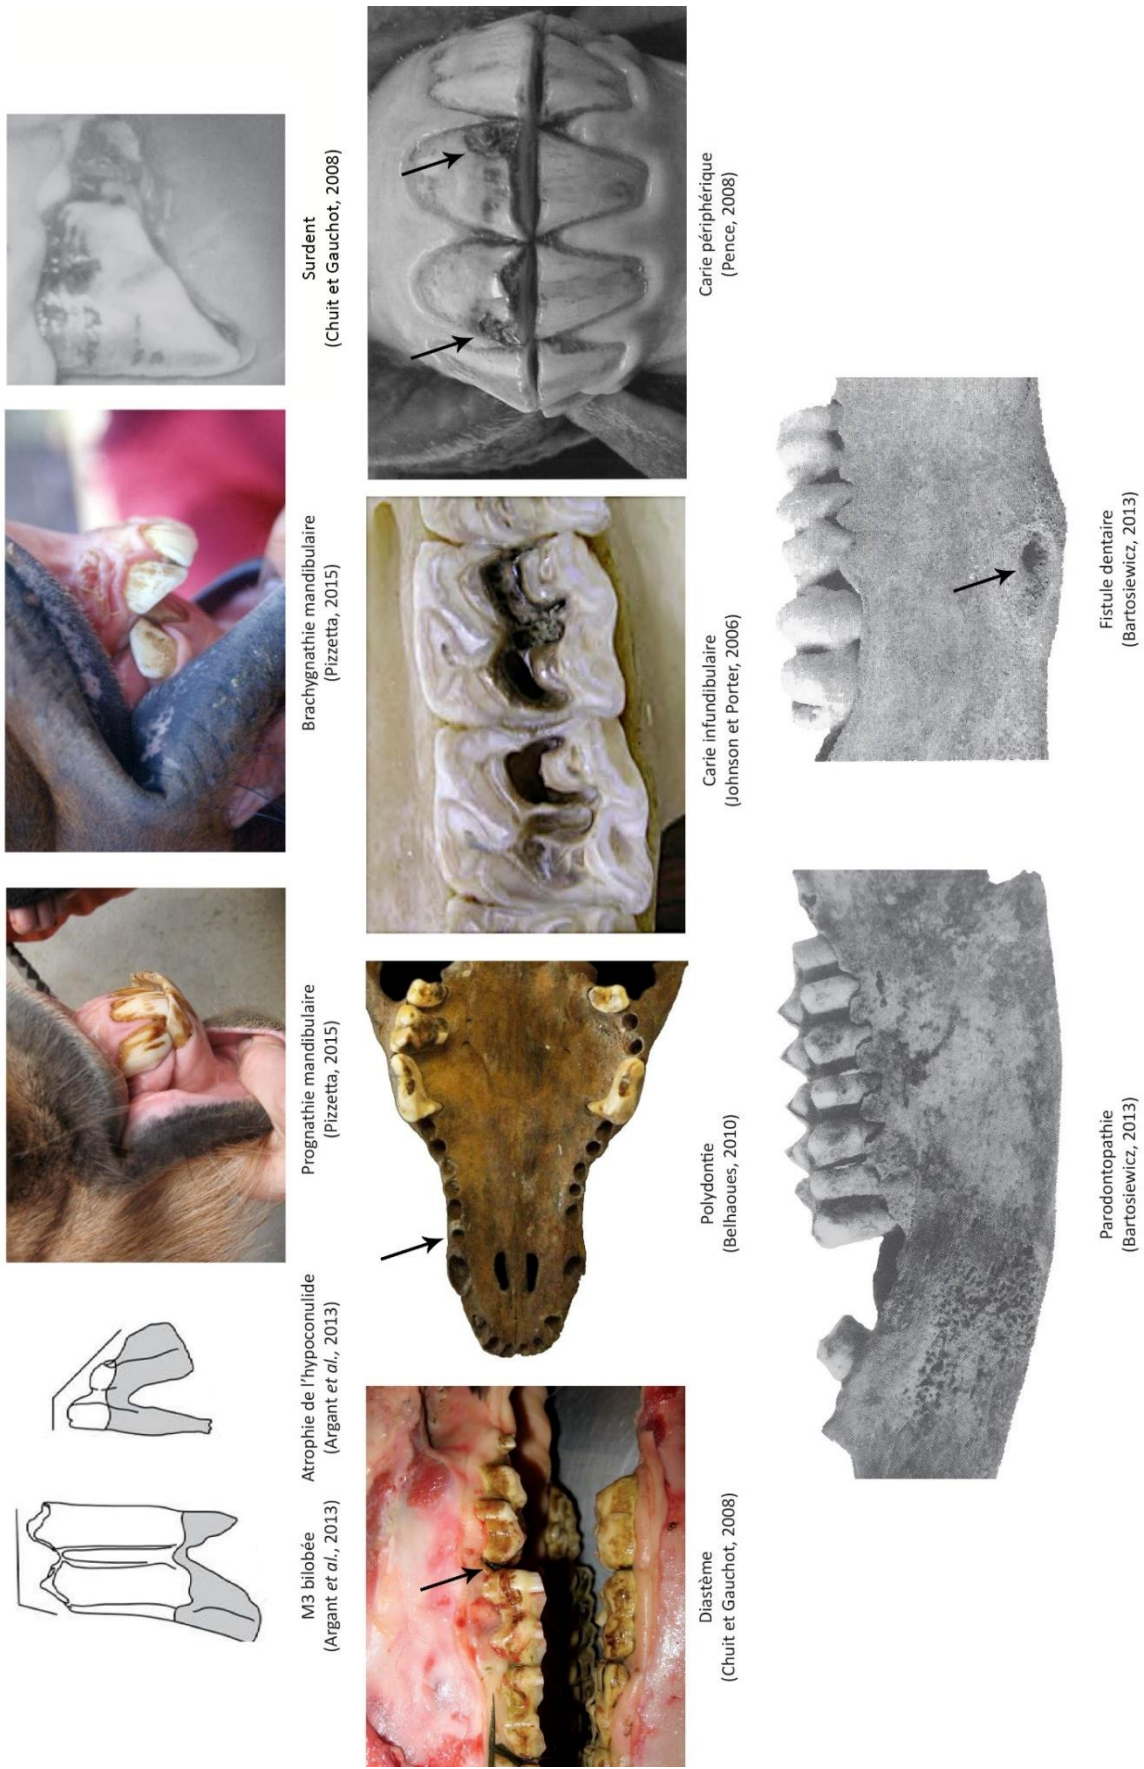 M3 bilobée
(Argant et al., 2013)
Atrophie de l'hypoconulide
(Argant et al., 2013)
Prognathie mandibulaire
(Pizzetta, 2015)
Brachygnathie mandibulaire
(Pizzetta, 2015)
Surdent
(Chuit et Gauchot, 2008)
Diastème
(Chuit et Gauchot, 2008)
Polydontie
(Belhaoues, 2010)
Carie infundibulaire
(Johnson et Porter, 2006)
Carie périphérique
(Pence, 2008)
Parodontopathie
(Bartosiewicz, 2013)
Fistule dentaire
(Bartosiewicz, 2013)